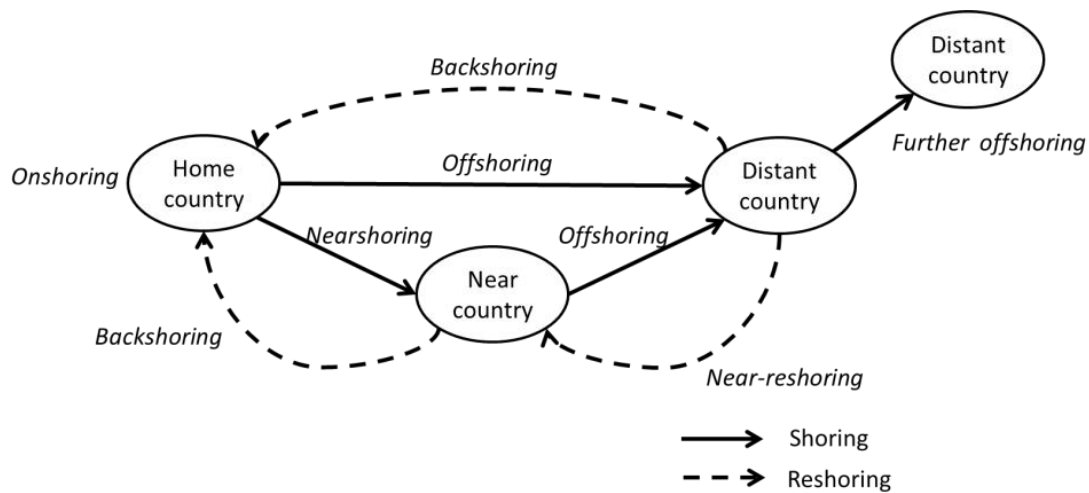 Distant
country
Backshoring
Further offshoring
Onshoring
Home
country
Offshoring
Distant
country
Nearshoring
Offshoring
Near
country
Backshoring
Near-reshoring
Shoring
Reshoring